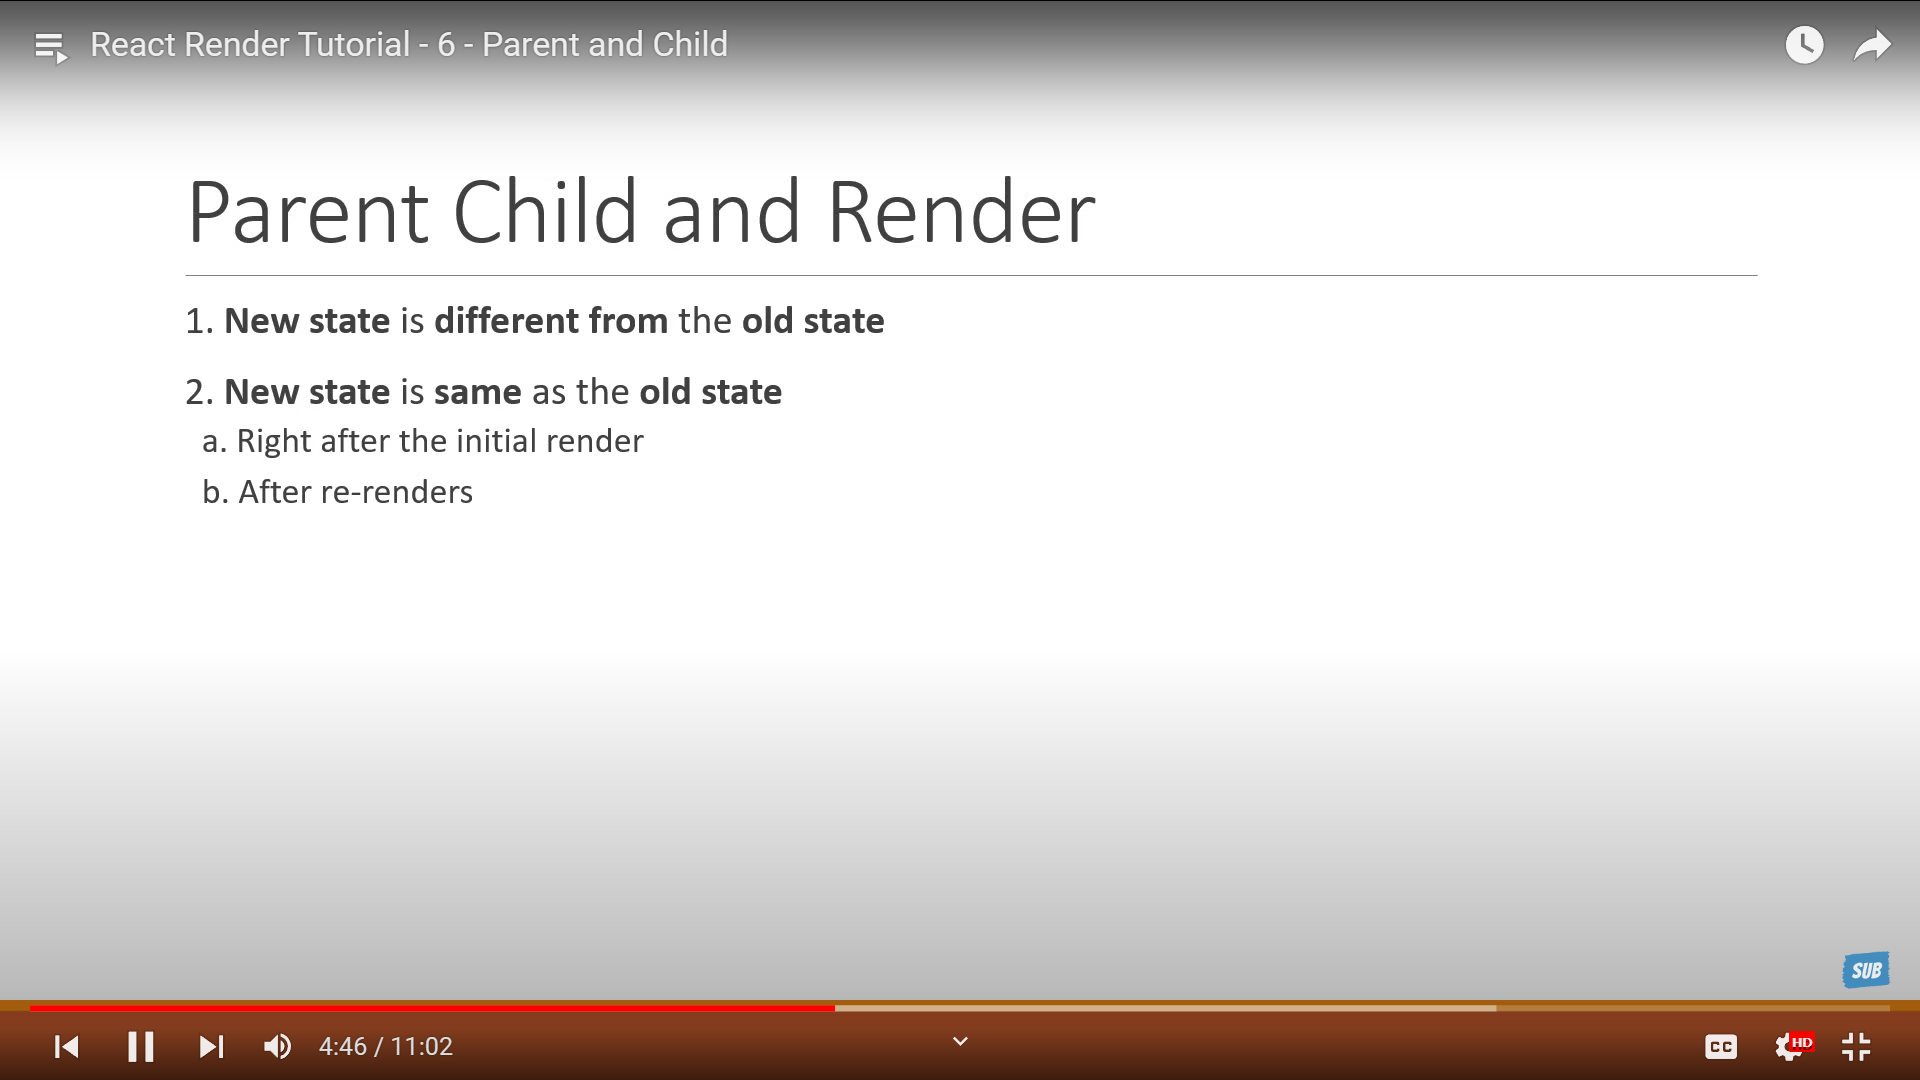 React Render Tutorial - 6 - Parent and Child
Parent Child and Render
1. New state is different from the old state
2. New state is same as the old state
a. Right after the initial render
b. After re-renders
SUB
4:46 / 11:02
CC
HD